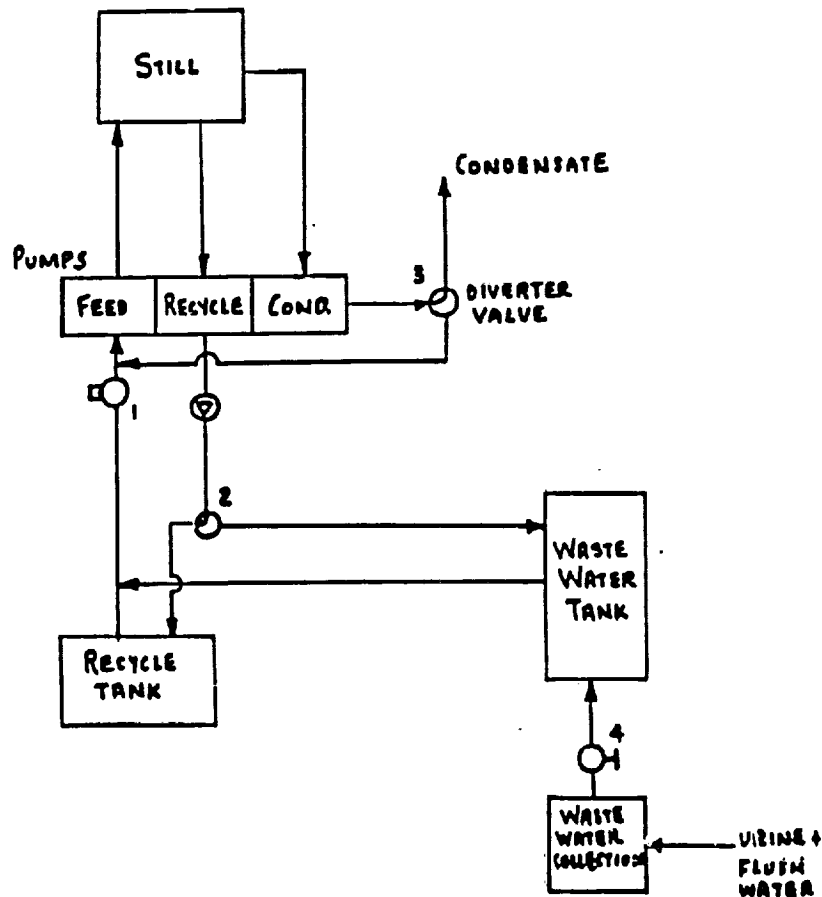 STILL
CONDENSATE
PUMPS
FEED
RECYCLE
COND.
3
DIVERTER
VALUE
1
2
WASTE
WATER
TANK
RECYCLE
TANK
4
WASTE
WATER
COLLECTION
URINE +
FLUSH
WATER